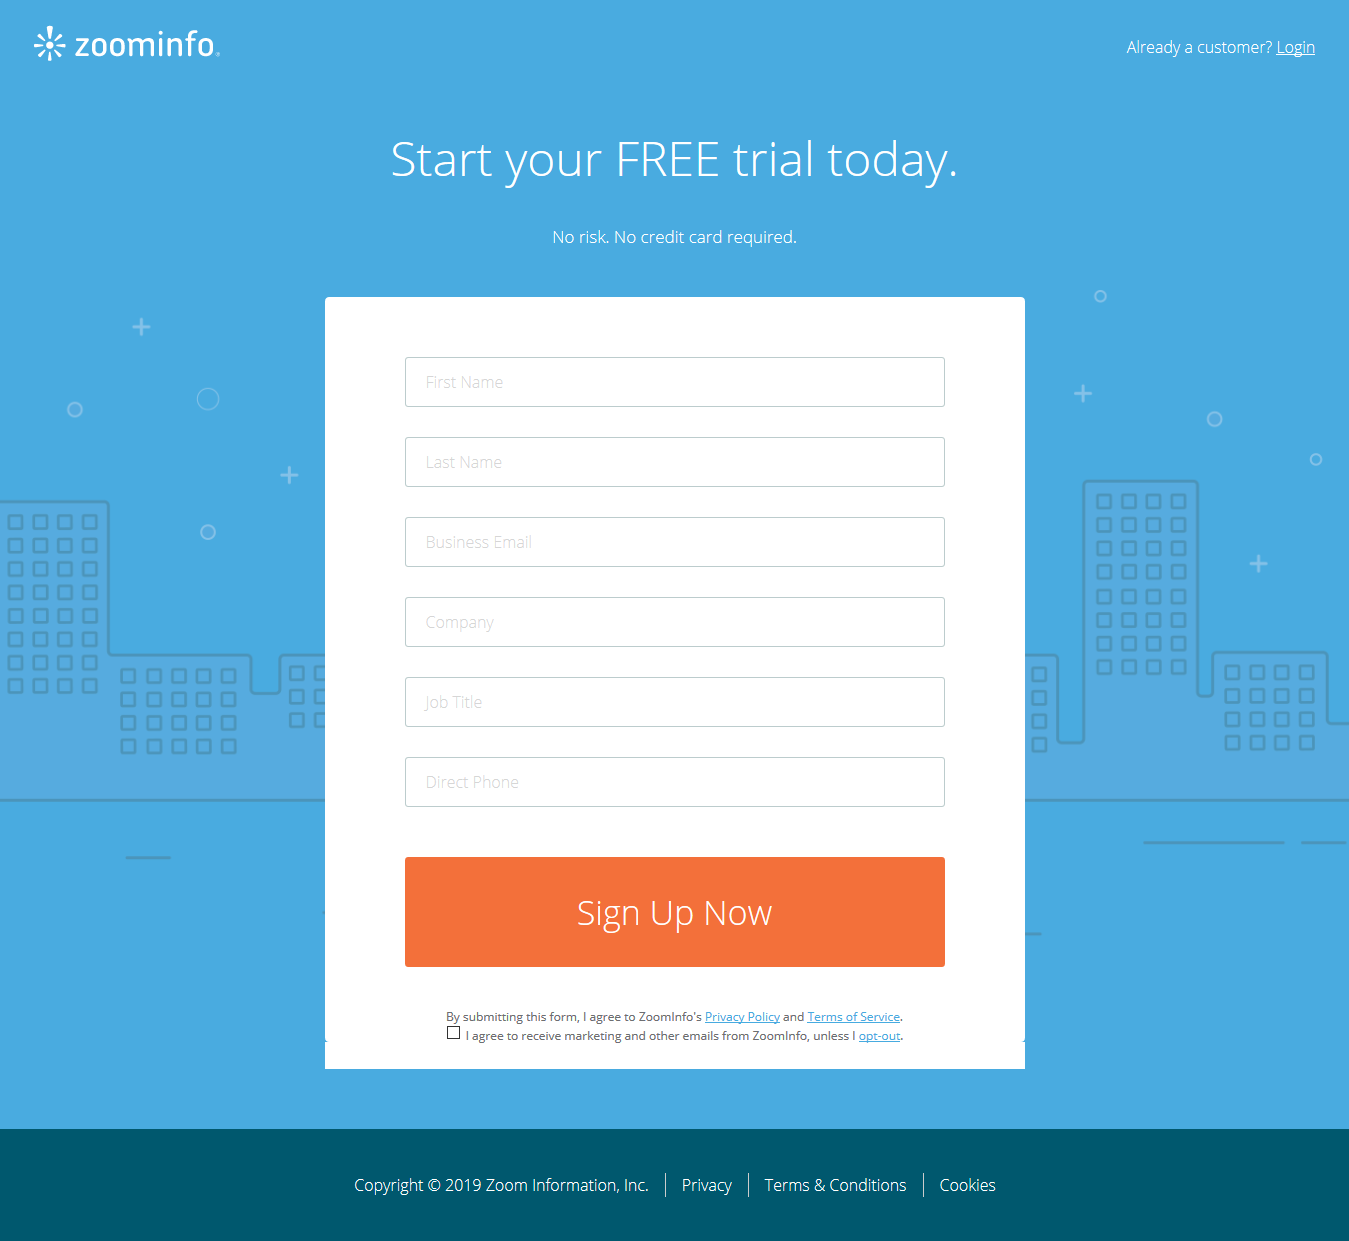 zoominfo
Already a customer? Login
Start your FREE trial today.
No risk. No credit card required.
First Name
Last Name
Business Email
Company
Job Title
Direct Phone
Sign Up Now
By submitting this form, I agree to ZoomInfo's Privacy Policy and Terms of Service.
I agree to receive marketing and other emails from ZoomInfo, unless I opt-out.
Copyright © 2019 Zoom Information, Inc. | Privacy | Terms & Conditions | Cookies